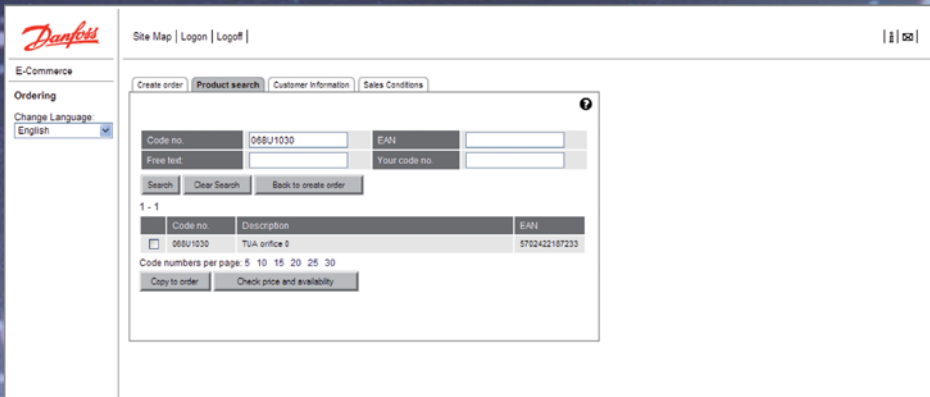 Danfoss
Site Map | Logon | Logoff |
E-Commerce
Ordering
Change Language:
English
Create order Product search Customer Information Sales Conditions
Code no. 068U1030 EAN
Free text Your code no.
Search Clear Search Back to create order
1 - 1
Code no. Description EAN
068U1030 TUA orifice 0 5702422187233
Code numbers per page: 5 10 15 20 25 30
Copy to order Check price and availability